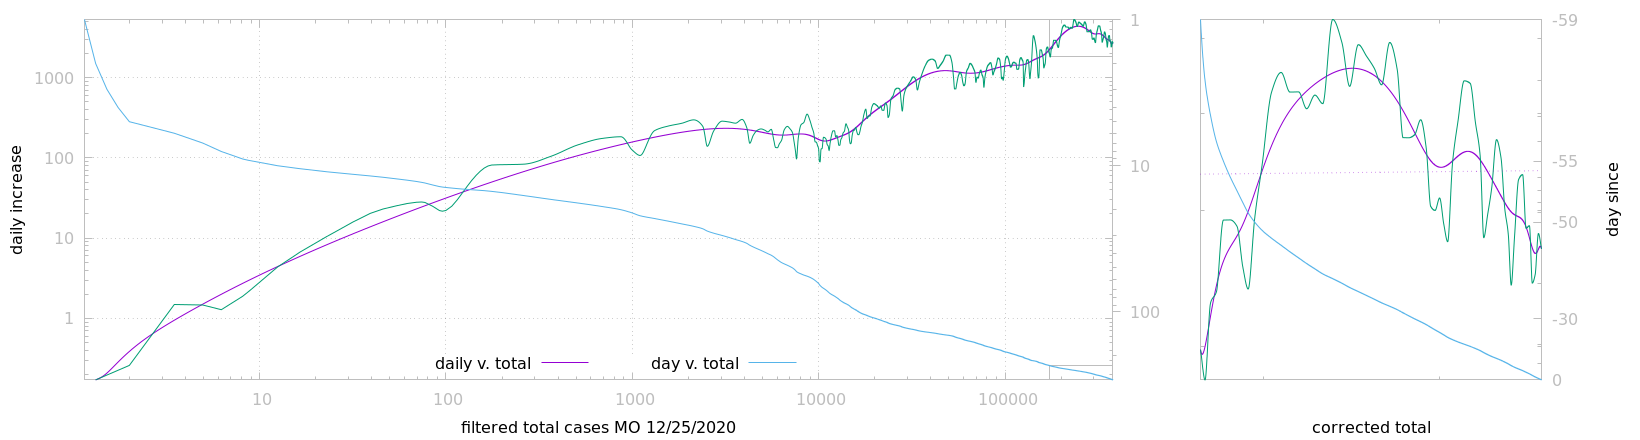 1000
100
10
1
daily increase
daily v. total
day v. total
10
100
1000
10000
100000
filtered total cases MO 12/25/2020
1
10
100
-59
-55
-50
-30
0
day since
corrected total